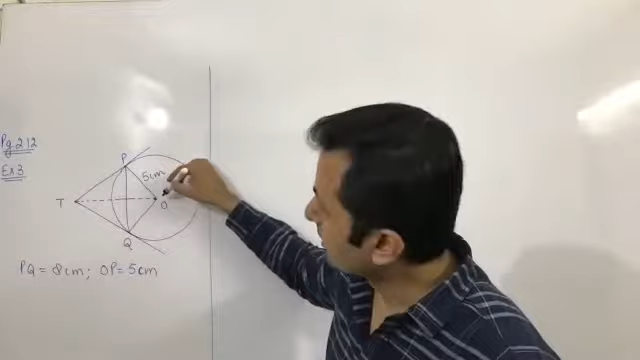 Pg 212
Ex 3
P
5cm
T
O
Q
PQ = 8cm; OP = 5cm